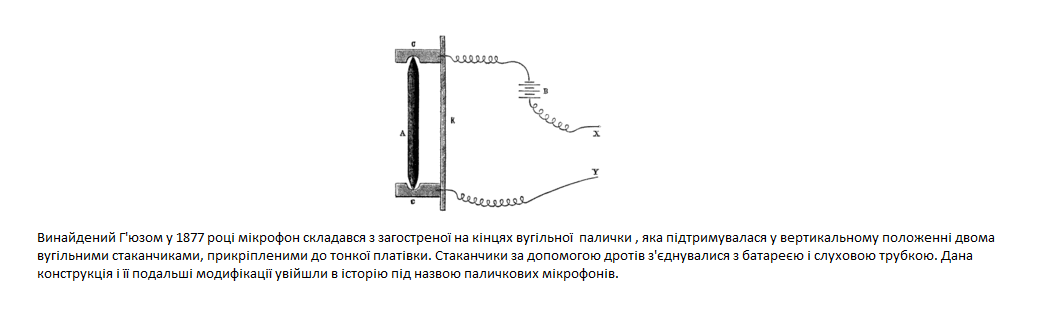 C
B
A
K
X
Y
C
Винайдений Г'юзом у 1877 році мікрофон складався з загостреної на кінцях вугільної  палички , яка підтримувалася у вертикальному положенні двома
вугільними стаканчиками, прикріпленими до тонкої платівки. Стаканчики за допомогою дротів з'єднувалися з батареєю і слуховою трубкою. Дана
конструкція і її подальші модифікації увійшли в історію під назвою паличкових мікрофонів.